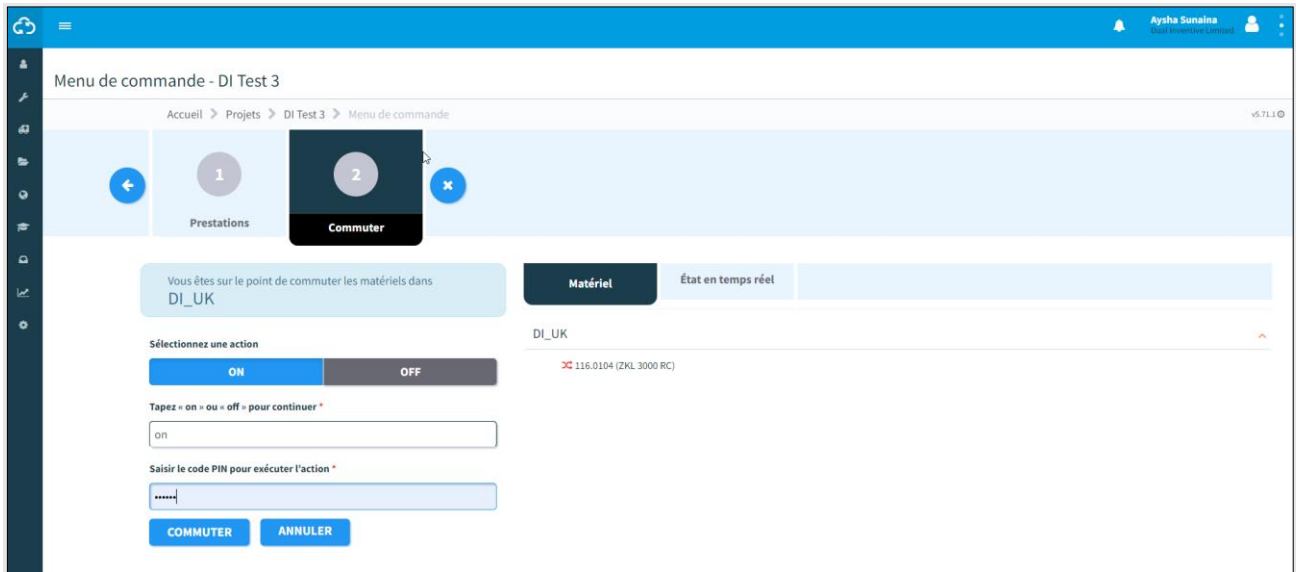 Aysha Sunaina
Dual Inventive Limited
Menu de commande - DI Test 3
Accueil Projets DI Test 3 Menu de commande
v5.71.1
1
Prestations
2
Commuter
Vous êtes sur le point de commuter les matériels dans
DI_UK
Sélectionnez une action
ON OFF
Tapez « on » ou « off » pour continuer *
on
Saisir le code PIN pour exécuter l'action *
••••••
COMMUTER ANNULER
Matériel État en temps réel
DI_UK
116.0104 (ZKL 3000 RC)